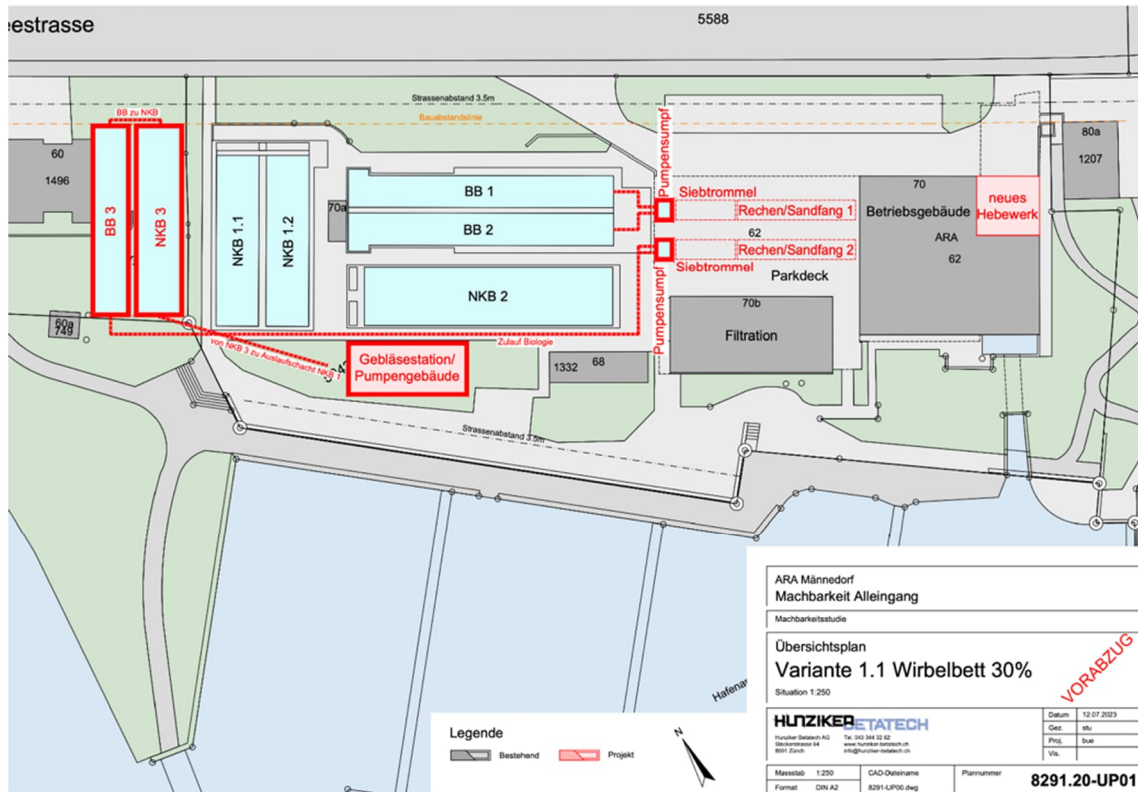 eestrasse
5588
Strassenabstand 3.5m
Bauabstandslinie
BB zu NKB
60
1496
BB 3
NKB 3
NKB 1.1
NKB 1.2
70a
BB 1
BB 2
NKB 2
Pumpensumpf
Siebtrommel
Rechen/Sandfang 1
62
Rechen/Sandfang 2
Siebtrommel
Pumpensumpf
Parkdeck
70
Betriebsgebäude
ARA
62
neues
Hebewerk
80a
1207
70b
Filtration
60a
749
von NKB 3 zu Auslaufschacht NKB 1
Zulauf Biologie
Gebläsestation/
Pumpengebäude
1332
68
Strassenabstand 3.5m
Hafena
ARA Männedorf
Machbarkeit Alleingang
Machbarkeitsstudie
Übersichtsplan
Variante 1.1 Wirbelbett 30%
Situation 1:250
VORABZUG
HUNZIKER BETATECH
Hunziker Betatech AG
Tel. 043 344 32 82
www.hunziker-betatech.ch
8001 Zürich
info@hunziker-betatech.ch
Datum 12.07.2023
Gez. stu
Proj. bue
Vis.
Massstab 1:250
Format DIN A2
CAD-Dateiname
8291-UP00.dwg
Plannummer
8291.20-UP01
Legende
Bestehend
Projekt
N